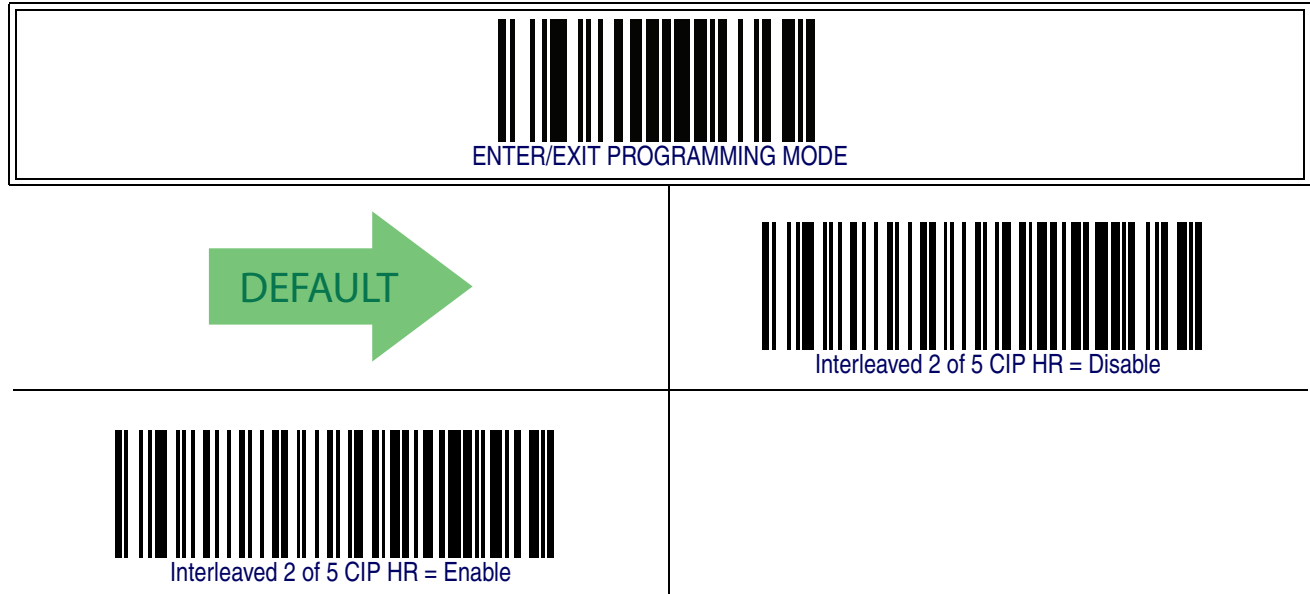 ENTER/EXIT PROGRAMMING MODE
DEFAULT
Interleaved 2 of 5 CIP HR = Disable
Interleaved 2 of 5 CIP HR = Enable